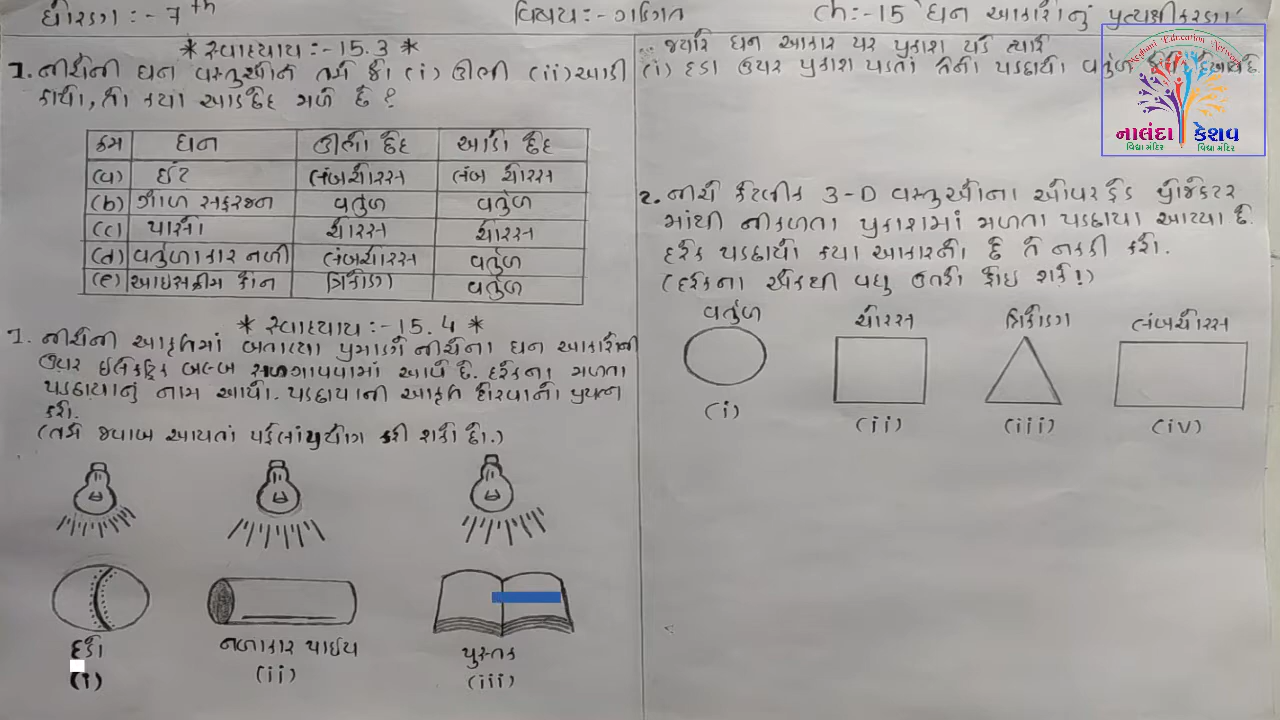 ધોરણ :- 7th વિષય :- ગણિત Ch:-15 ઘન આકારોનું પ્રત્યક્ષીકરણ
* સ્વાધ્યાય :- 15.3 *
1. નીચેની ઘન વસ્તુઓને તમે જો (i) ઊભી (ii) આડી
કાપો, તો કયા આડછેદ મળે છે ?
ક્રમ ઘન ઊભો છેદ આડો છેદ
(a) ઈંટ લંબચોરસ લંબ ચોરસ
(b) ગોળ સફરજન વર્તુળ વર્તુળ
(c) પાસો ચોરસ ચોરસ
(d) વર્તુળાકાર નળી લંબચોરસ વર્તુળ
(e) આઇસક્રીમ કોન ત્રિકોણ વર્તુળ
* સ્વાધ્યાય :- 15.4 *
1. નીચેની આકૃતિમાં બતાવ્યા પ્રમાણે નીચેના ઘન આકારોની
ઉપર ઇલેક્ટ્રિક બલ્બ સળગાવવામાં આવે છે. દરેકના મળતા
પડછાયાનું નામ આપો. પડછાયાની આકૃતિ દોરવાનો પ્રયત્ન
કરો.
(તમે જવાબ આપતાં પહેલાં પ્રયોગ કરી શકો છો.)
દડો
(i)
નળાકાર પાઈપ
(ii)
પુસ્તક
(iii)
.. જ્યારે ઘન આકાર પર પ્રકાશ પડે ત્યારે
(i) દડા ઉપર પ્રકાશ પડતાં તેનો પડછાયો વર્તુળ
નાલંદા કેશવ
વિદ્યા મંદિર વિદ્યા મંદિર
2. નીચે કેટલીક 3-D વસ્તુઓના ઓવરહેડ પ્રોજેક્ટર
માંથી નીકળતા પ્રકાશમાં મળતા પડછાયા આપ્યા છે.
દરેક પડછાયો કયા આકારનો છે તે નક્કી કરો.
(દરેકના એકથી વધુ ઉત્તરો હોઇ શકે!)
વર્તુળ ચોરસ ત્રિકોણ લંબચોરસ
(i) (ii) (iii) (iv)